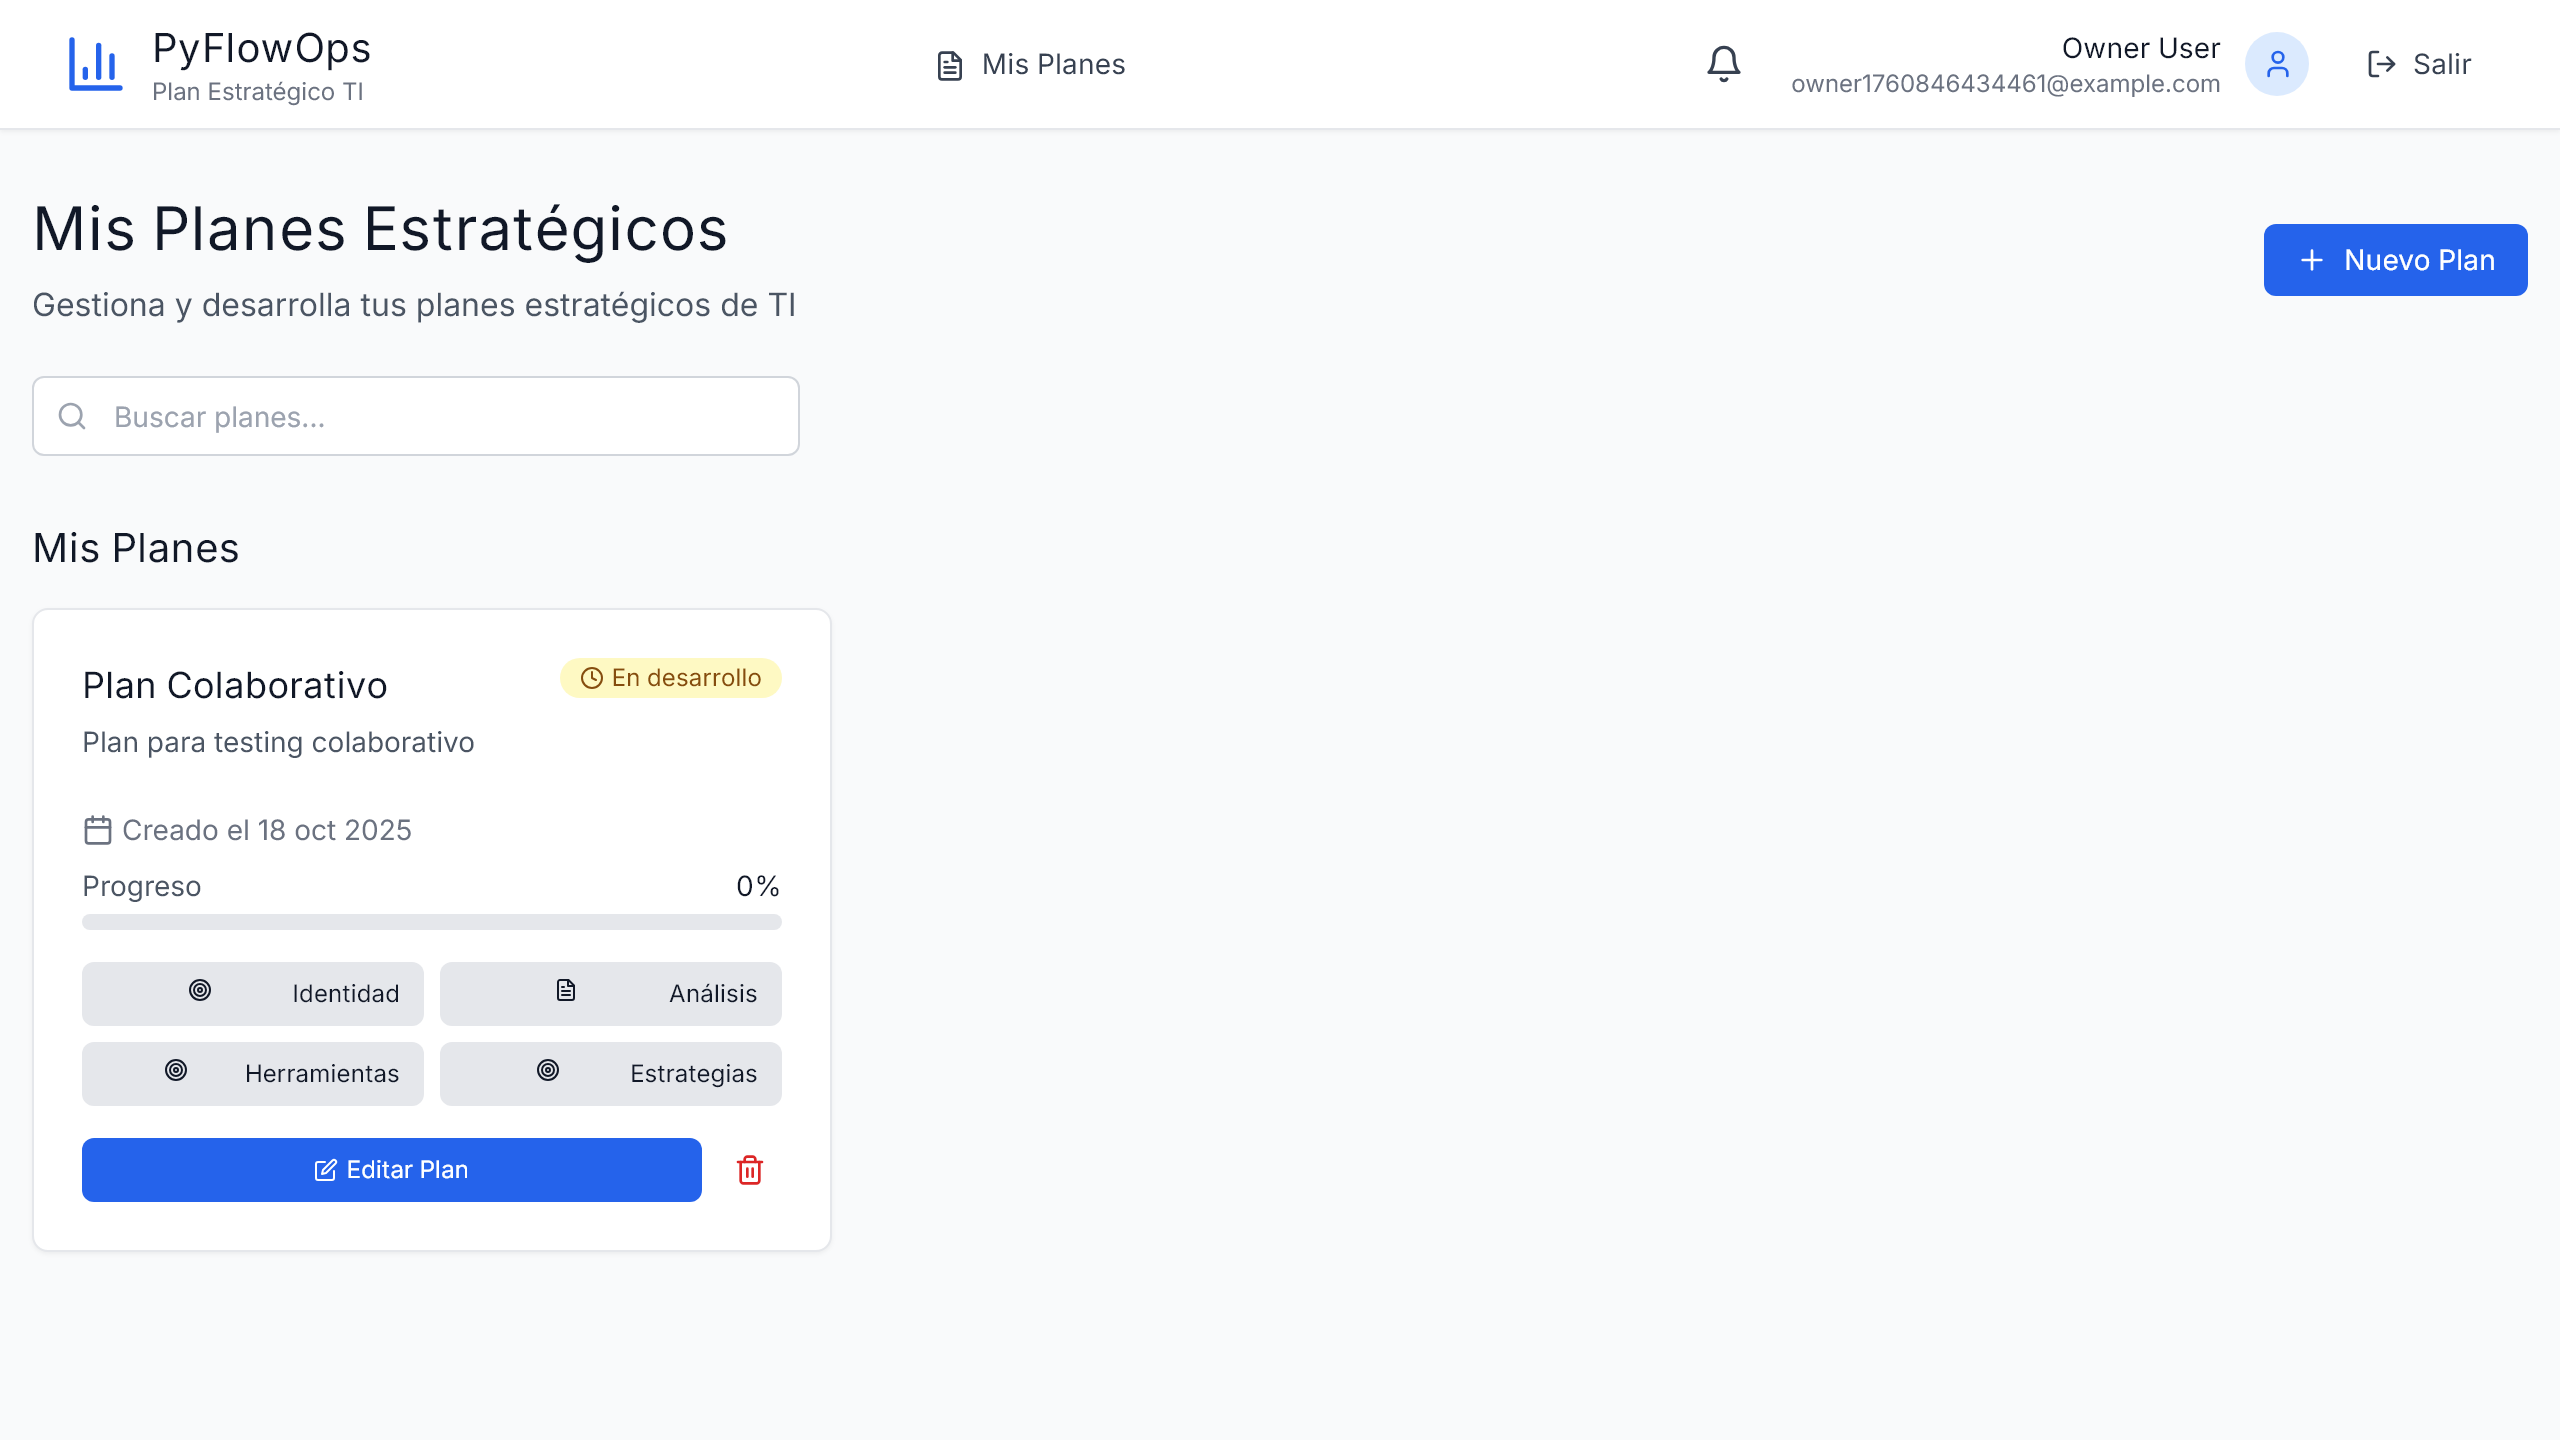 PyFlowOps
Plan Estratégico TI
Mis Planes
Owner User
owner1760846434461@example.com
Salir
Mis Planes Estratégicos
Gestiona y desarrolla tus planes estratégicos de TI
Nuevo Plan
Buscar planes...
Mis Planes
Plan Colaborativo
En desarrollo
Plan para testing colaborativo
Creado el 18 oct 2025
Progreso 0%
Identidad
Análisis
Herramientas
Estrategias
Editar Plan